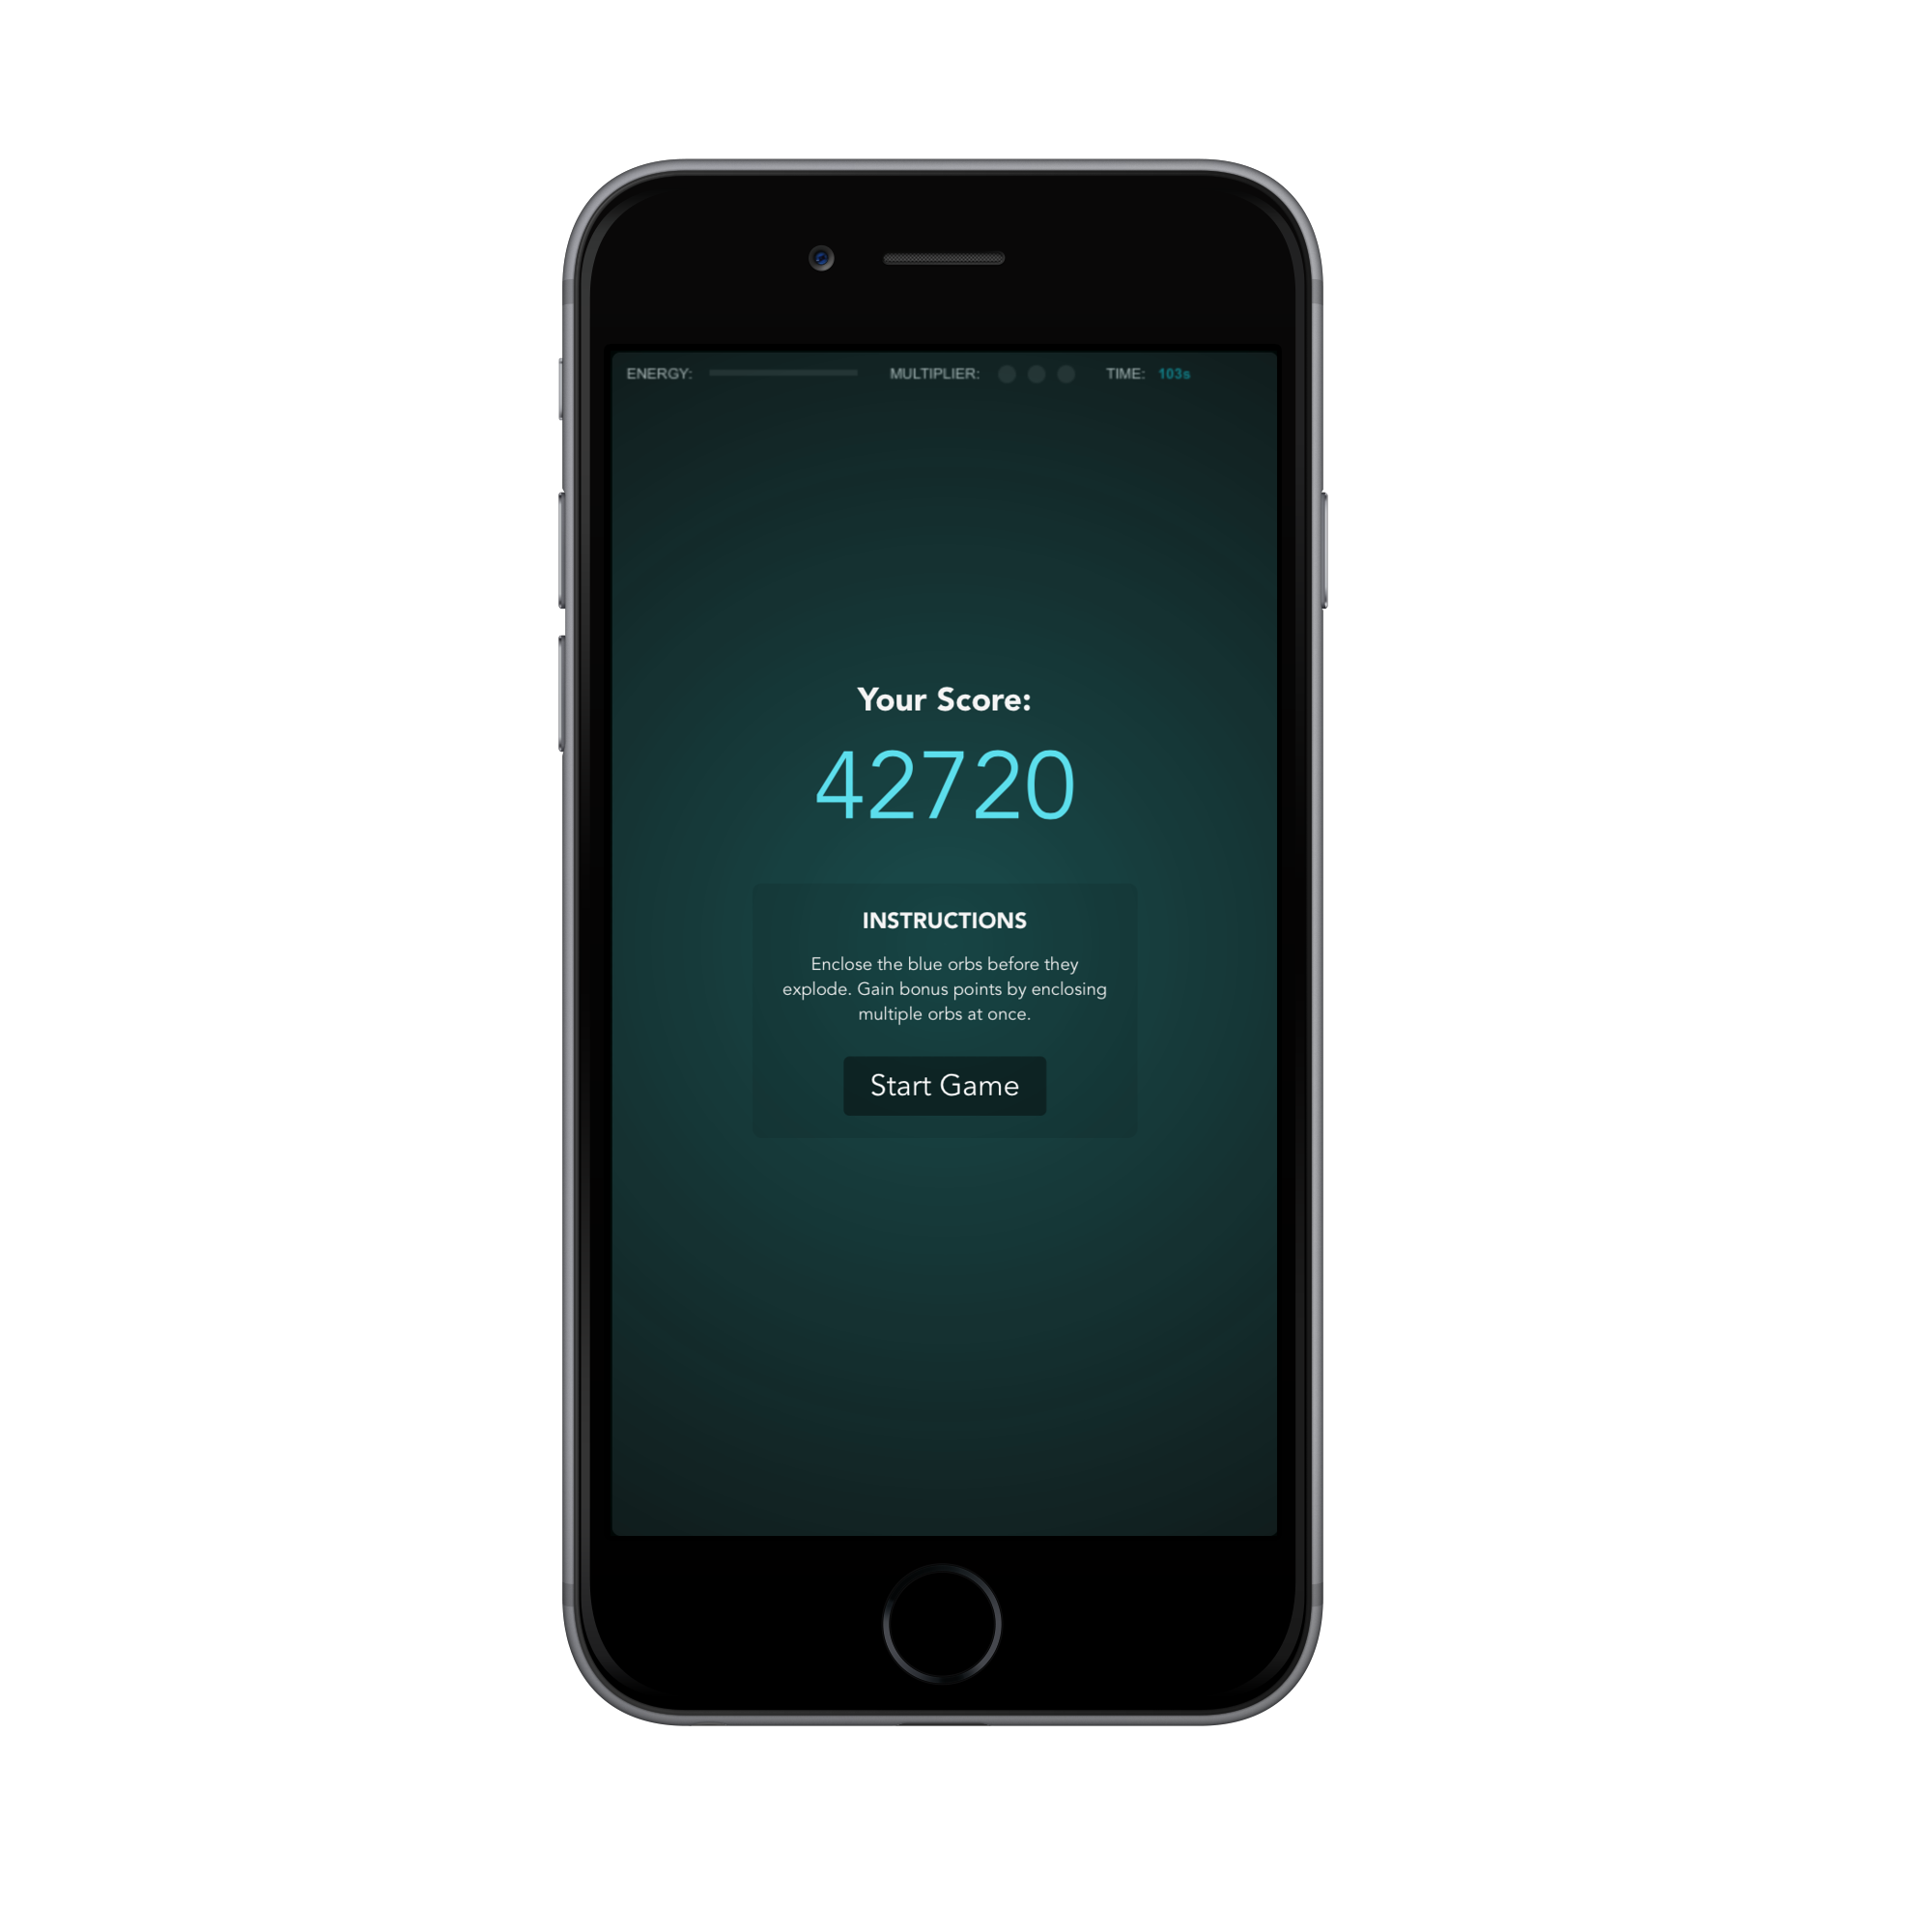 ENERGY: MULTIPLIER: TIME: 103s
Your Score:
42720
INSTRUCTIONS
Enclose the blue orbs before they
explode. Gain bonus points by enclosing
multiple orbs at once.
Start Game